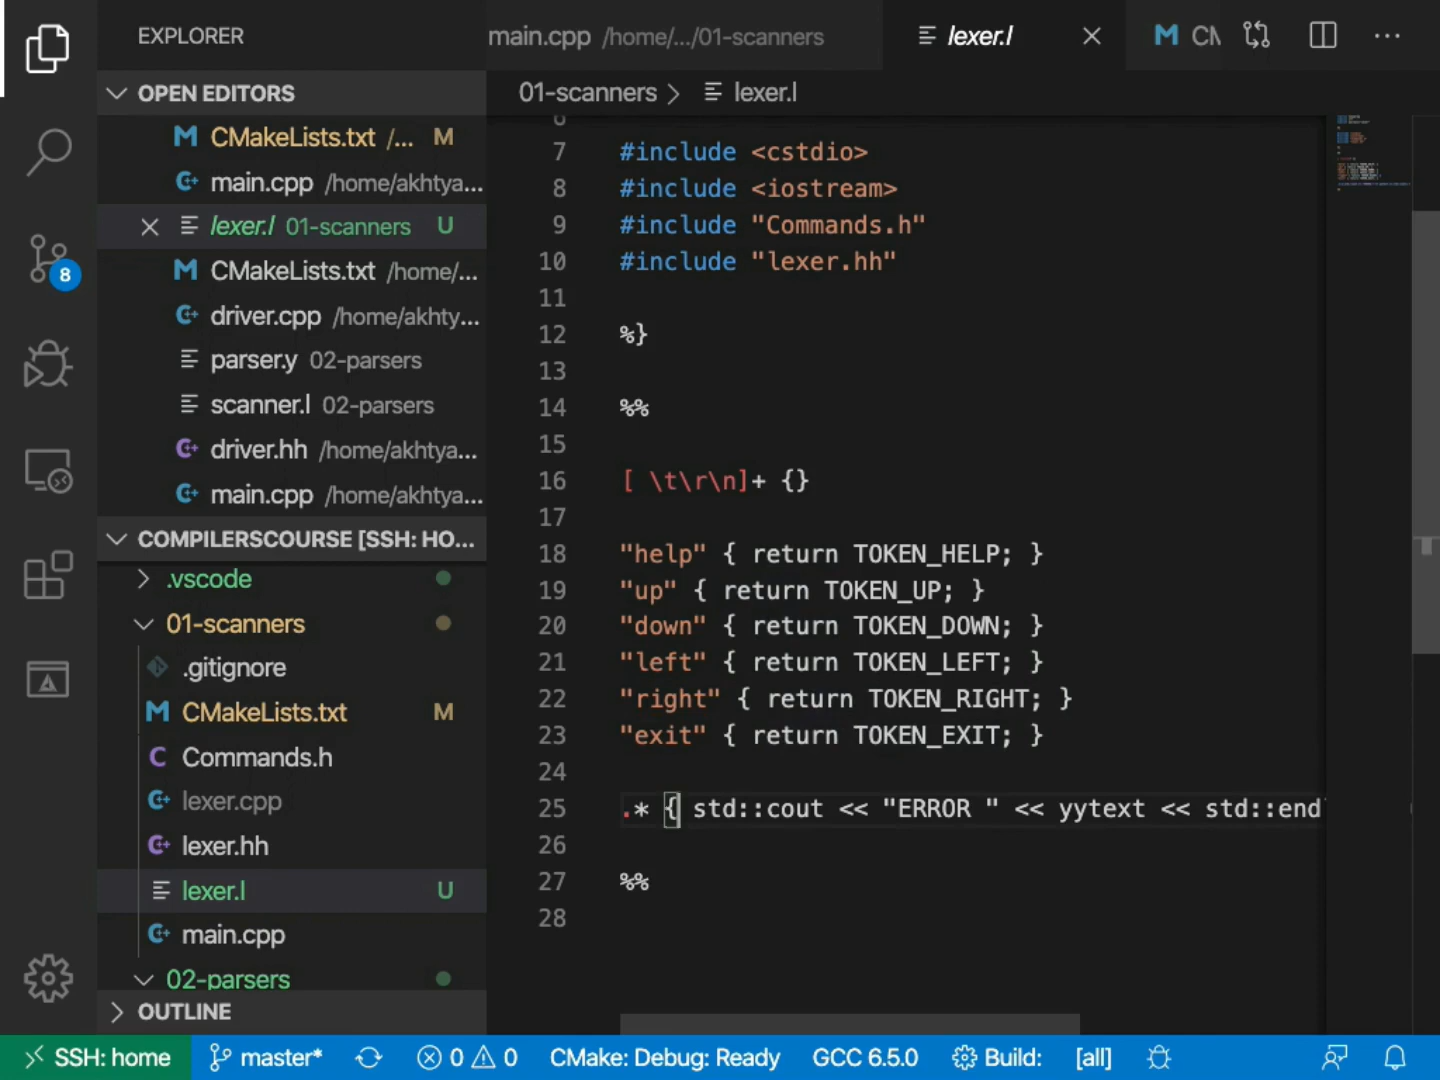 EXPLORER
OPEN EDITORS
CMakeLists.txt /... M
main.cpp /home/akhtya...
lexer.l 01-scanners U
CMakeLists.txt /home/...
driver.cpp /home/akhty...
parser.y 02-parsers
scanner.l 02-parsers
driver.hh /home/akhtya...
main.cpp /home/akhtya...
COMPILERSCOURSE [SSH: HO...
.vscode
01-scanners
.gitignore
CMakeLists.txt M
Commands.h
lexer.cpp
lexer.hh
lexer.l U
main.cpp
02-parsers
OUTLINE
8
main.cpp /home/.../01-scanners
lexer.l
M CM
...
01-scanners > lexer.l
6
7 #include <cstdio>
8 #include <iostream>
9 #include "Commands.h"
10 #include "lexer.hh"
11
12 %}
13
14 %%
15
16 [ \t\r\n]+ {}
17
18 "help" { return TOKEN_HELP; }
19 "up" { return TOKEN_UP; }
20 "down" { return TOKEN_DOWN; }
21 "left" { return TOKEN_LEFT; }
22 "right" { return TOKEN_RIGHT; }
23 "exit" { return TOKEN_EXIT; }
24
25 .* { std::cout << "ERROR " << yytext << std::endl
26
27 %%
28
SSH: home master* 0 0 CMake: Debug: Ready GCC 6.5.0 Build: [all]